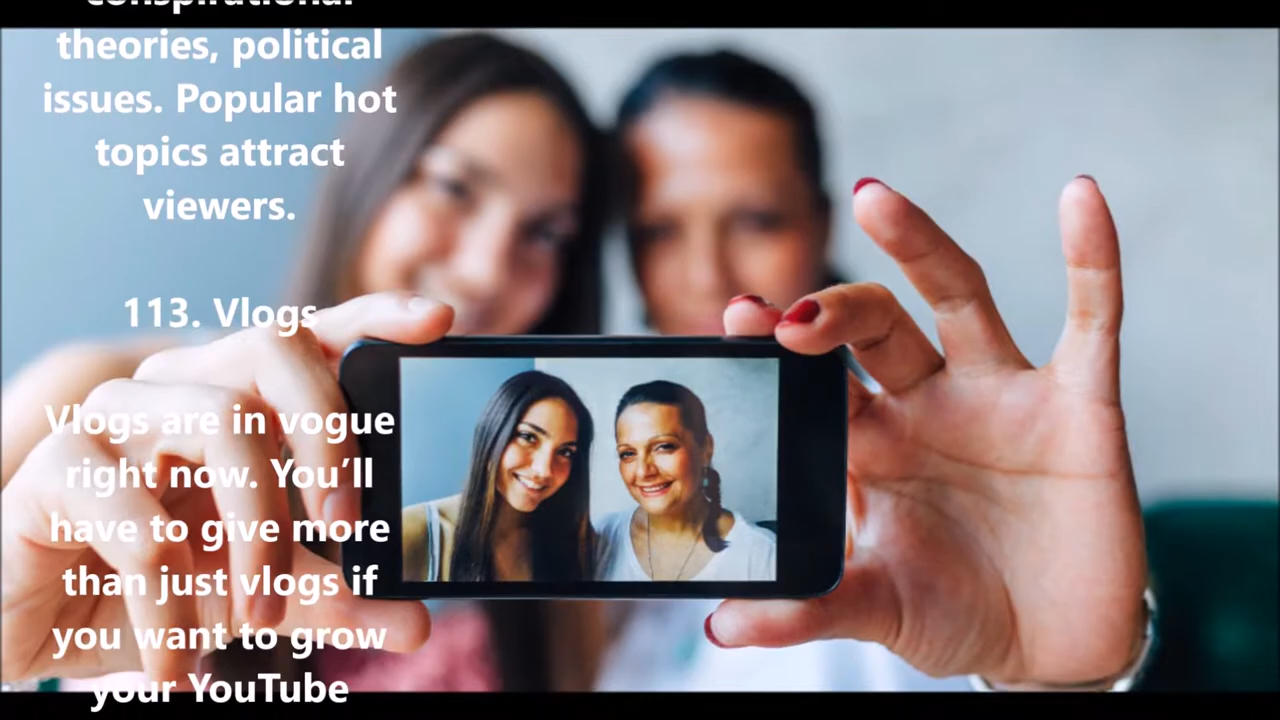 conspirational
theories, political
issues. Popular hot
topics attract
viewers.
113. Vlogs
Vlogs are in vogue
right now. You’ll
have to give more
than just vlogs if
you want to grow
your YouTube